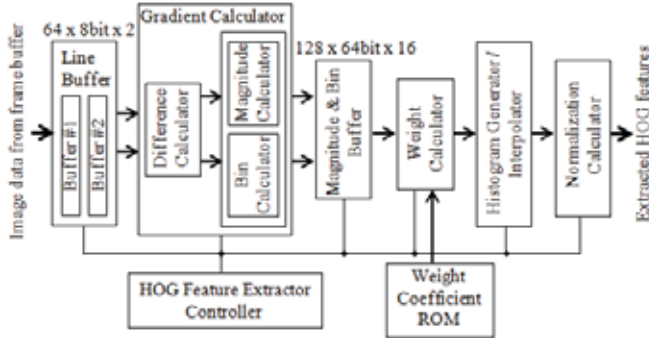 Gradient Calculator
64 x 8bit x 2
128 x 64bit x 16
Image data from frame buffer
Line
Buffer
Buffer#1
Buffer #2
Difference
Calculator
Magnitude
Calculator
Bin
Calculator
Magnitude & Bin
Buffer
Weight
Calculator
Histogram Generator /
Interpolator
Normalization
Calculator
Extracted HOG features
HOG Feature Extractor
Controller
Weight
Coefficient
ROM